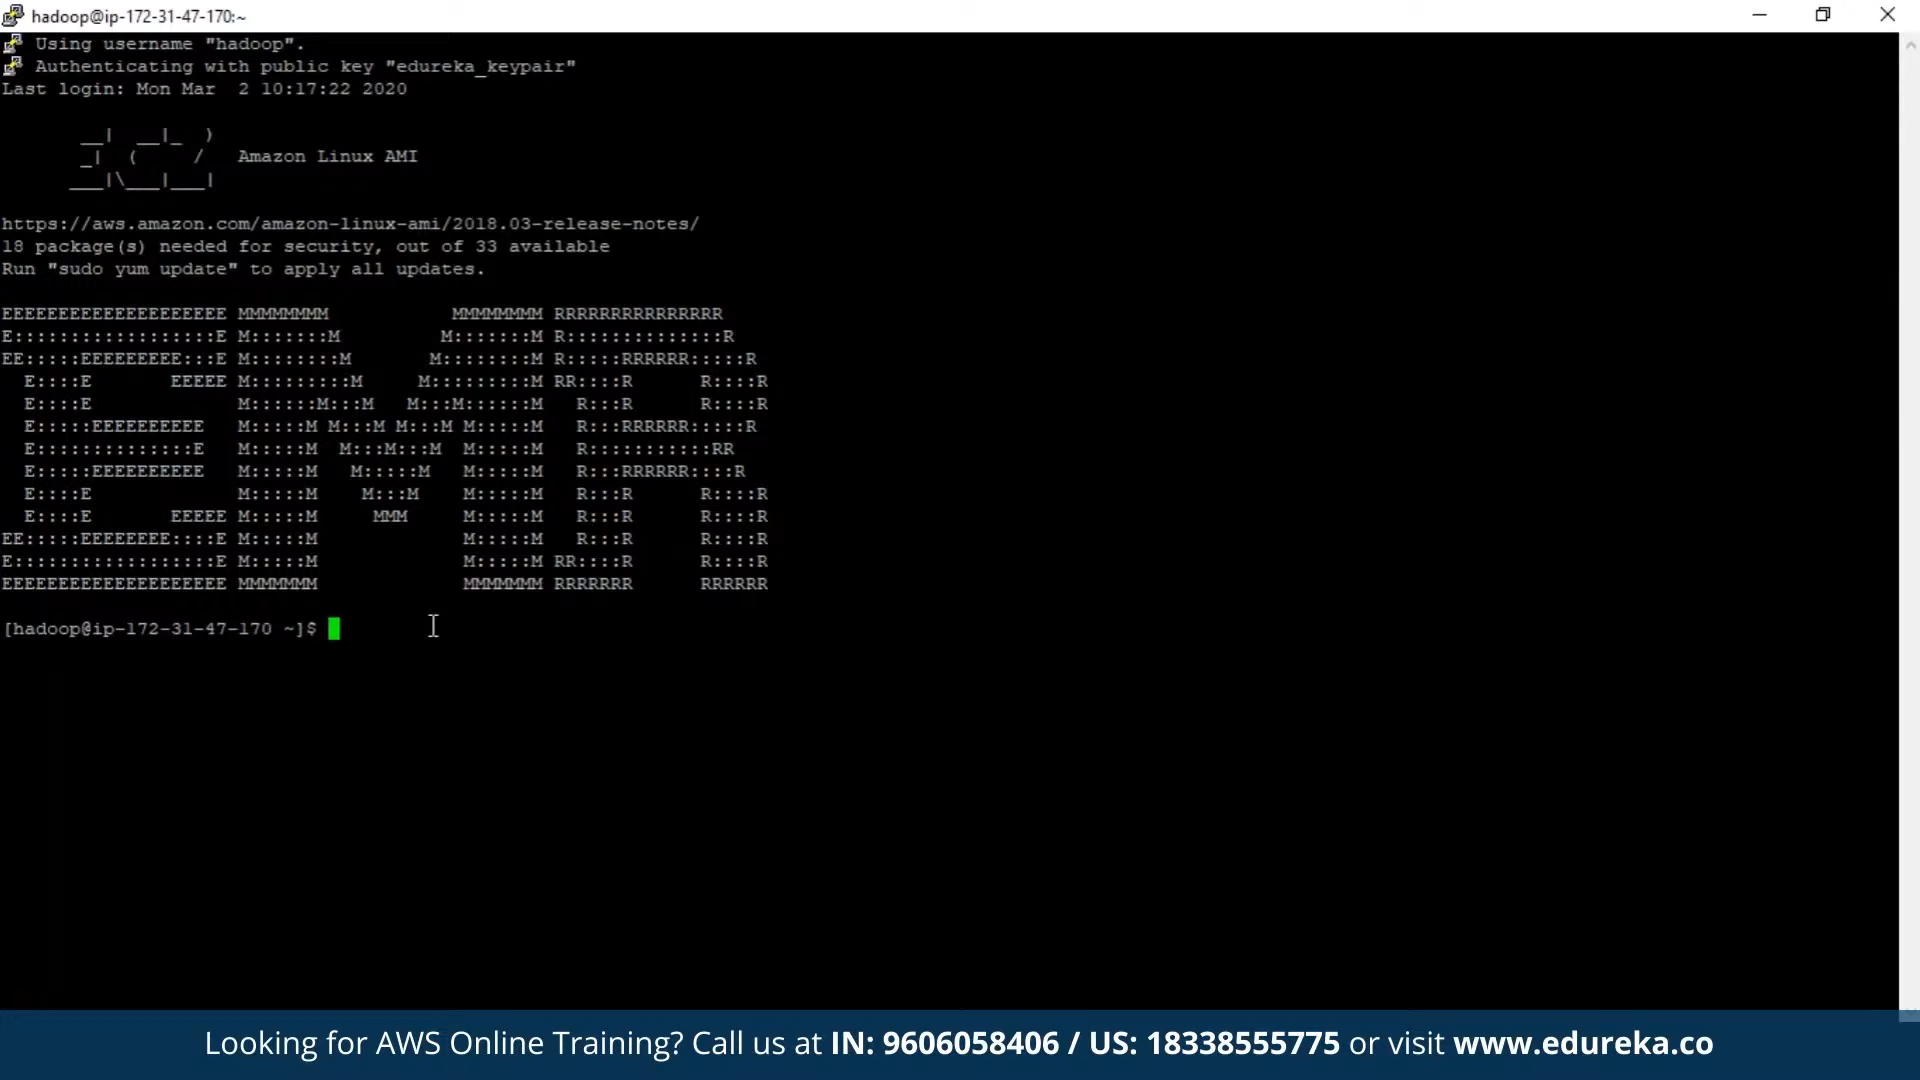 hadoop@ip-172-31-47-170:~
Using username "hadoop".
Authenticating with public key "edureka_keypair"
Last login: Mon Mar  2 10:17:22 2020
       __|  __|_  )
       _|  (     /   Amazon Linux AMI
      ___|\___|___|
https://aws.amazon.com/amazon-linux-ami/2018.03-release-notes/
18 package(s) needed for security, out of 33 available
Run "sudo yum update" to apply all updates.
EEEEEEEEEEEEEEEEEEEE MMMMMMMM           MMMMMMMM RRRRRRRRRRRRRRR
E::::::::::::::::::E M:::::::M         M:::::::M R::::::::::::::R
EE:::::EEEEEEEEE:::E M::::::::M       M::::::::M R:::::RRRRRR:::::R
  E::::E       EEEEE M:::::::::M     M:::::::::M RR::::R      R::::R
  E::::E             M::::::M:::M   M:::M::::::M   R:::R      R::::R
  E:::::EEEEEEEEEE   M:::::M M:::M M:::M M:::::M   R:::RRRRRR:::::R
  E::::::::::::::E   M:::::M  M:::M:::M  M:::::M   R:::::::::::RR
  E:::::EEEEEEEEEE   M:::::M   M:::::M   M:::::M   R:::RRRRRR::::R
  E::::E             M:::::M    M:::M    M:::::M   R:::R      R::::R
  E::::E       EEEEE M:::::M     MMM     M:::::M   R:::R      R::::R
EE:::::EEEEEEEE::::E M:::::M             M:::::M   R:::R      R::::R
E::::::::::::::::::E M:::::M             M:::::M RR::::R      R::::R
EEEEEEEEEEEEEEEEEEEE MMMMMMM             MMMMMMM RRRRRRR      RRRRRR
[hadoop@ip-172-31-47-170 ~]$
Looking for AWS Online Training? Call us at IN: 9606058406 / US: 18338555775 or visit www.edureka.co